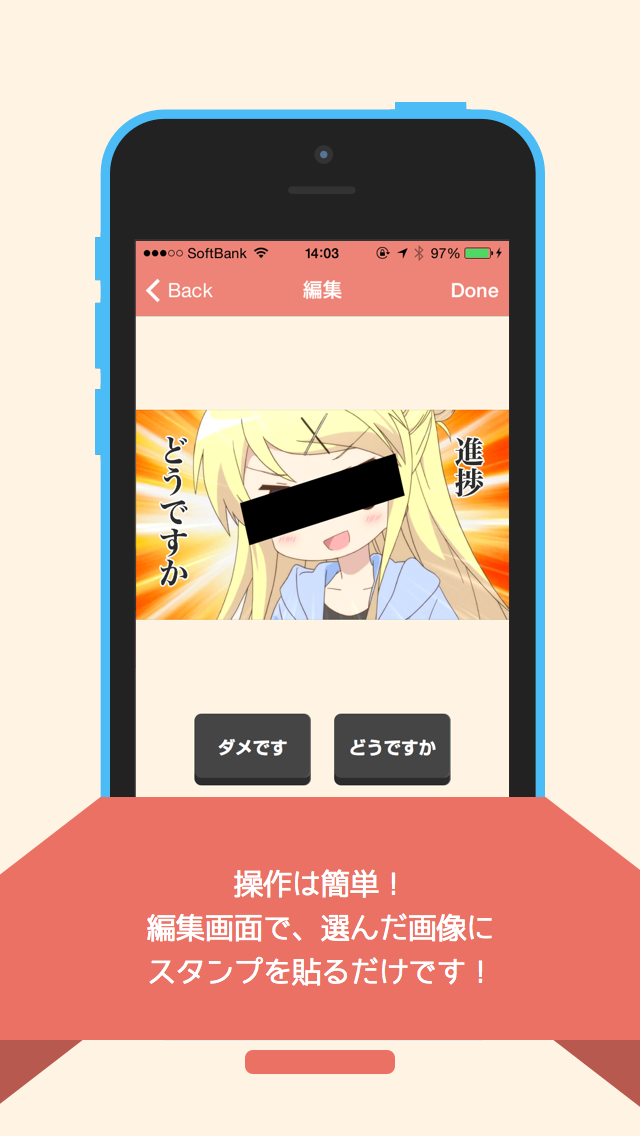 SoftBank 14:03 97%
Back 編集 Done
進捗
どうですか
ダメです どうですか
操作は簡単！
編集画面で、選んだ画像に
スタンプを貼るだけです！